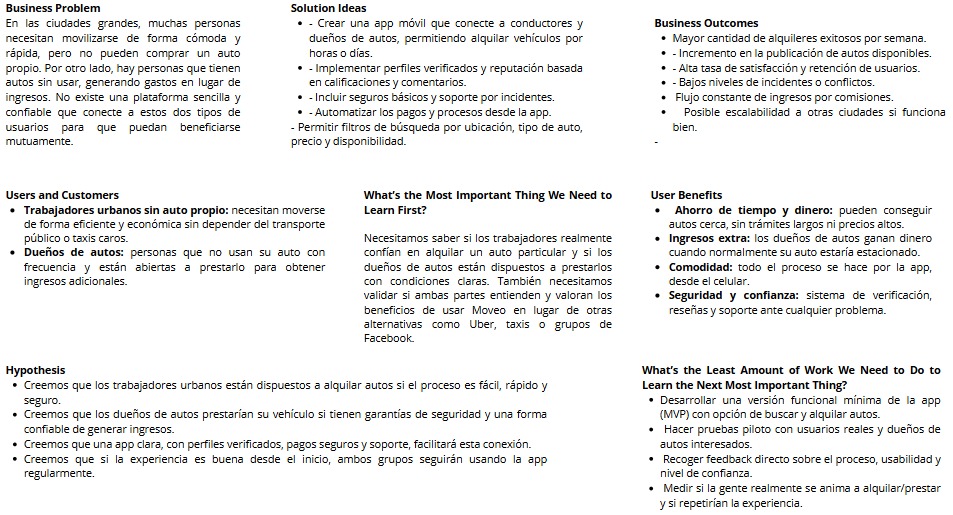 Business Problem
En las ciudades grandes, muchas personas
necesitan movilizarse de forma cómoda y
rápida, pero no pueden comprar un auto
propio. Por otro lado, hay personas que tienen
autos sin usar, generando gastos en lugar de
ingresos. No existe una plataforma sencilla y
confiable que conecte a estos dos tipos de
usuarios para que puedan beneficiarse
mutuamente.
Solution Ideas
• - Crear una app móvil que conecte a conductores y
dueños de autos, permitiendo alquilar vehículos por
horas o días.
• - Implementar perfiles verificados y reputación basada
en calificaciones y comentarios.
• - Incluir seguros básicos y soporte por incidentes.
• - Automatizar los pagos y procesos desde la app.
- Permitir filtros de búsqueda por ubicación, tipo de auto,
precio y disponibilidad.
Business Outcomes
• Mayor cantidad de alquileres exitosos por semana.
• - Incremento en la publicación de autos disponibles.
• - Alta tasa de satisfacción y retención de usuarios.
• - Bajos niveles de incidentes o conflictos.
• Flujo constante de ingresos por comisiones.
• Posible escalabilidad a otras ciudades si funciona
bien.
-
Users and Customers
• Trabajadores urbanos sin auto propio: necesitan moverse
de forma eficiente y económica sin depender del transporte
público o taxis caros.
• Dueños de autos: personas que no usan su auto con
frecuencia y están abiertas a prestarlo para obtener
ingresos adicionales.
What's the Most Important Thing We Need to
Learn First?
Necesitamos saber si los trabajadores realmente
confían en alquilar un auto particular y si los
dueños de autos están dispuestos a prestarlos
con condiciones claras. También necesitamos
validar si ambas partes entienden y valoran los
beneficios de usar Moveo en lugar de otras
alternativas como Uber, taxis o grupos de
Facebook.
User Benefits
• Ahorro de tiempo y dinero: pueden conseguir
autos cerca, sin trámites largos ni precios altos.
• Ingresos extra: los dueños de autos ganan dinero
cuando normalmente su auto estaría estacionado.
• Comodidad: todo el proceso se hace por la app,
desde el celular.
• Seguridad y confianza: sistema de verificación,
reseñas y soporte ante cualquier problema.
Hypothesis
• Creemos que los trabajadores urbanos están dispuestos a alquilar autos si el proceso es fácil, rápido y
seguro.
• Creemos que los dueños de autos prestarían su vehículo si tienen garantías de seguridad y una forma
confiable de generar ingresos.
• Creemos que una app clara, con perfiles verificados, pagos seguros y soporte, facilitará esta conexión.
• Creemos que si la experiencia es buena desde el inicio, ambos grupos seguirán usando la app
regularmente.
What's the Least Amount of Work We Need to Do to
Learn the Next Most Important Thing?
• Desarrollar una versión funcional mínima de la app
(MVP) con opción de buscar y alquilar autos.
• Hacer pruebas piloto con usuarios reales y dueños de
autos interesados.
• Recoger feedback directo sobre el proceso, usabilidad y
nivel de confianza.
• Medir si la gente realmente se anima a alquilar/prestar
y si repetirían la experiencia.